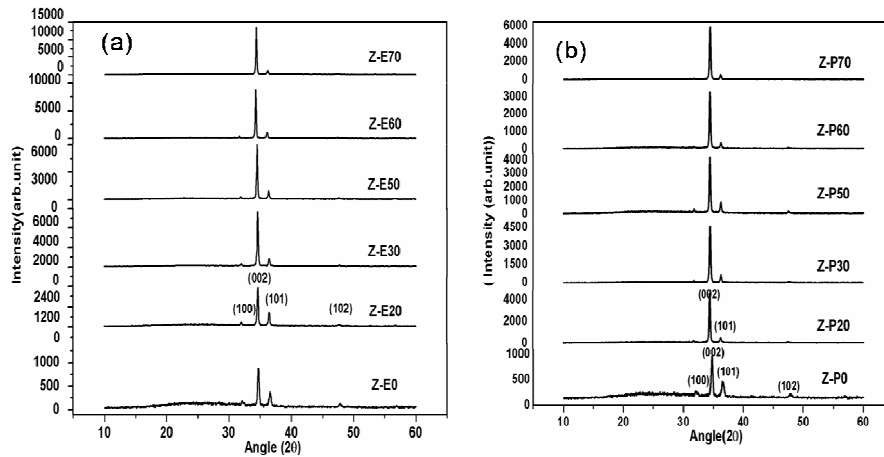 (a)
15000
10000
5000
0
10000
5000
0
6000
3000
0
6000
4000
2000
0
2400
1200
0
1000
500
0
Z-E70
Z-E60
Z-E50
Z-E30
(002)
(100)
(101)
(102)
Z-E20
Z-E0
10 20 30 40 50 60
Angle (2θ)
Intensity(arb.unit)
(b)
6000
4000
2000
0
3000
2000
1000
0
4000
3000
2000
1000
0
4500
3000
1500
0
4000
2000
0
1000
500
0
Z-P70
Z-P60
Z-P50
Z-P30
(002)
(101)
Z-P20
(002)
(100)
(101)
(102)
Z-P0
10 20 30 40 50 60
Angle(2θ)
( Intensity (arb.unit))